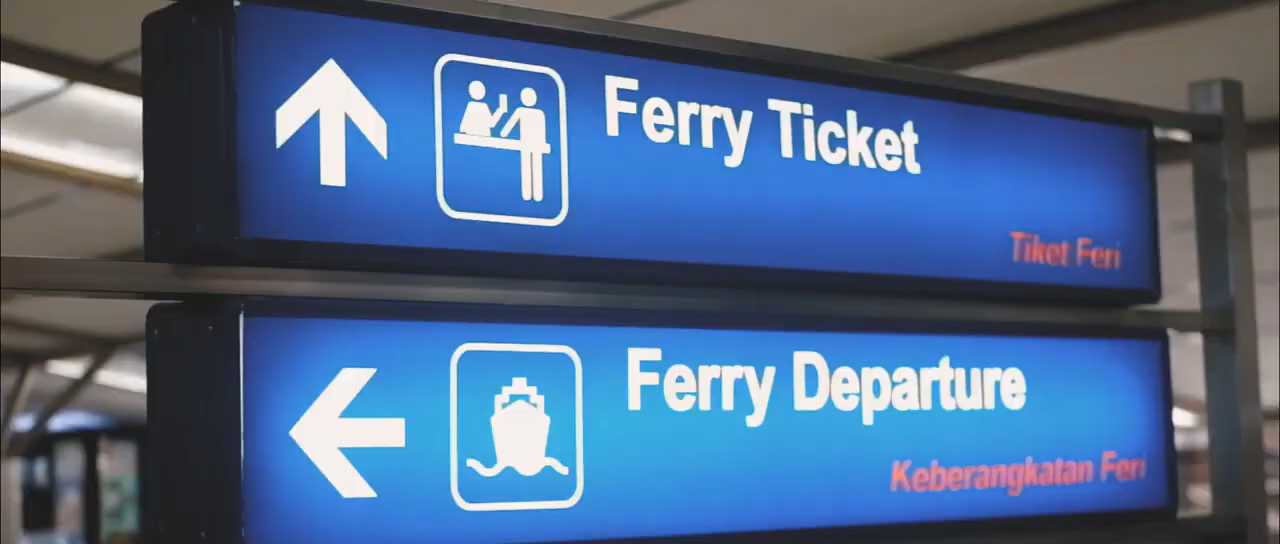 Ferry Ticket
Tiket Feri
Ferry Departure
Keberangkatan Feri